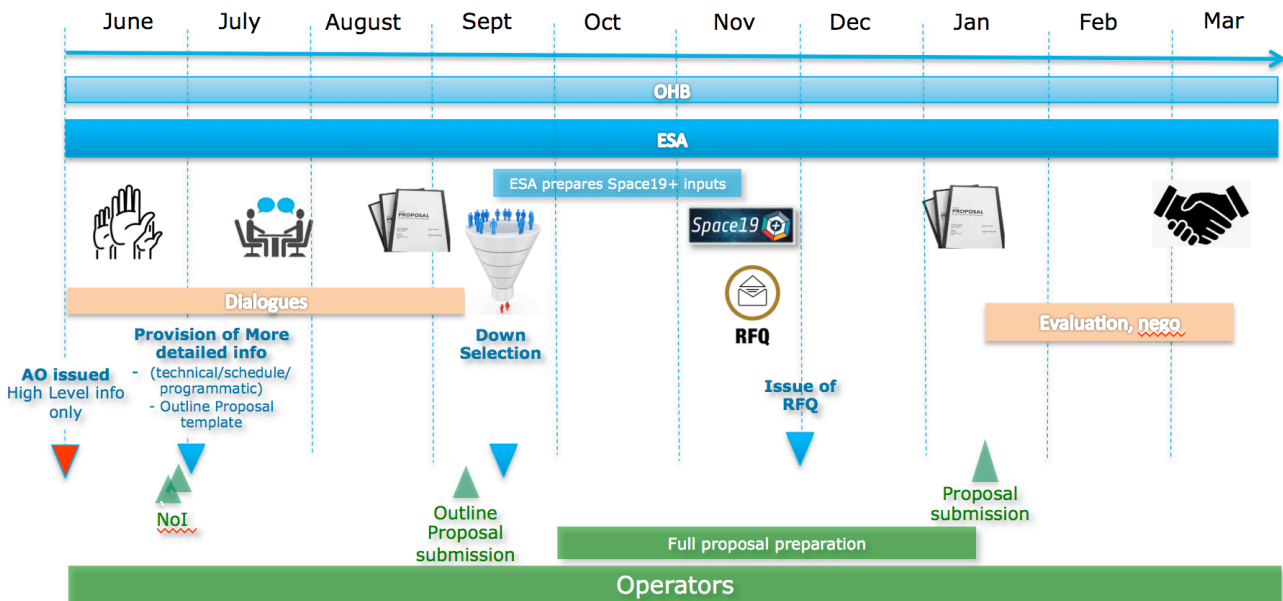 June
July
August
Sept
Oct
Nov
Dec
Jan
Feb
Mar
OHB
ESA
ESA prepares Space19+ inputs
PROPOSAL
Space19 +
PROPOSAL
Dialogues
RFQ
Evaluation, nego
Provision of More
detailed info
- (technical/schedule/
programmatic)
- Outline Proposal
template
Down
Selection
AO issued
High Level info
only
Issue of
RFQ
NoI
Outline
Proposal
submission
Proposal
submission
Full proposal preparation
Operators